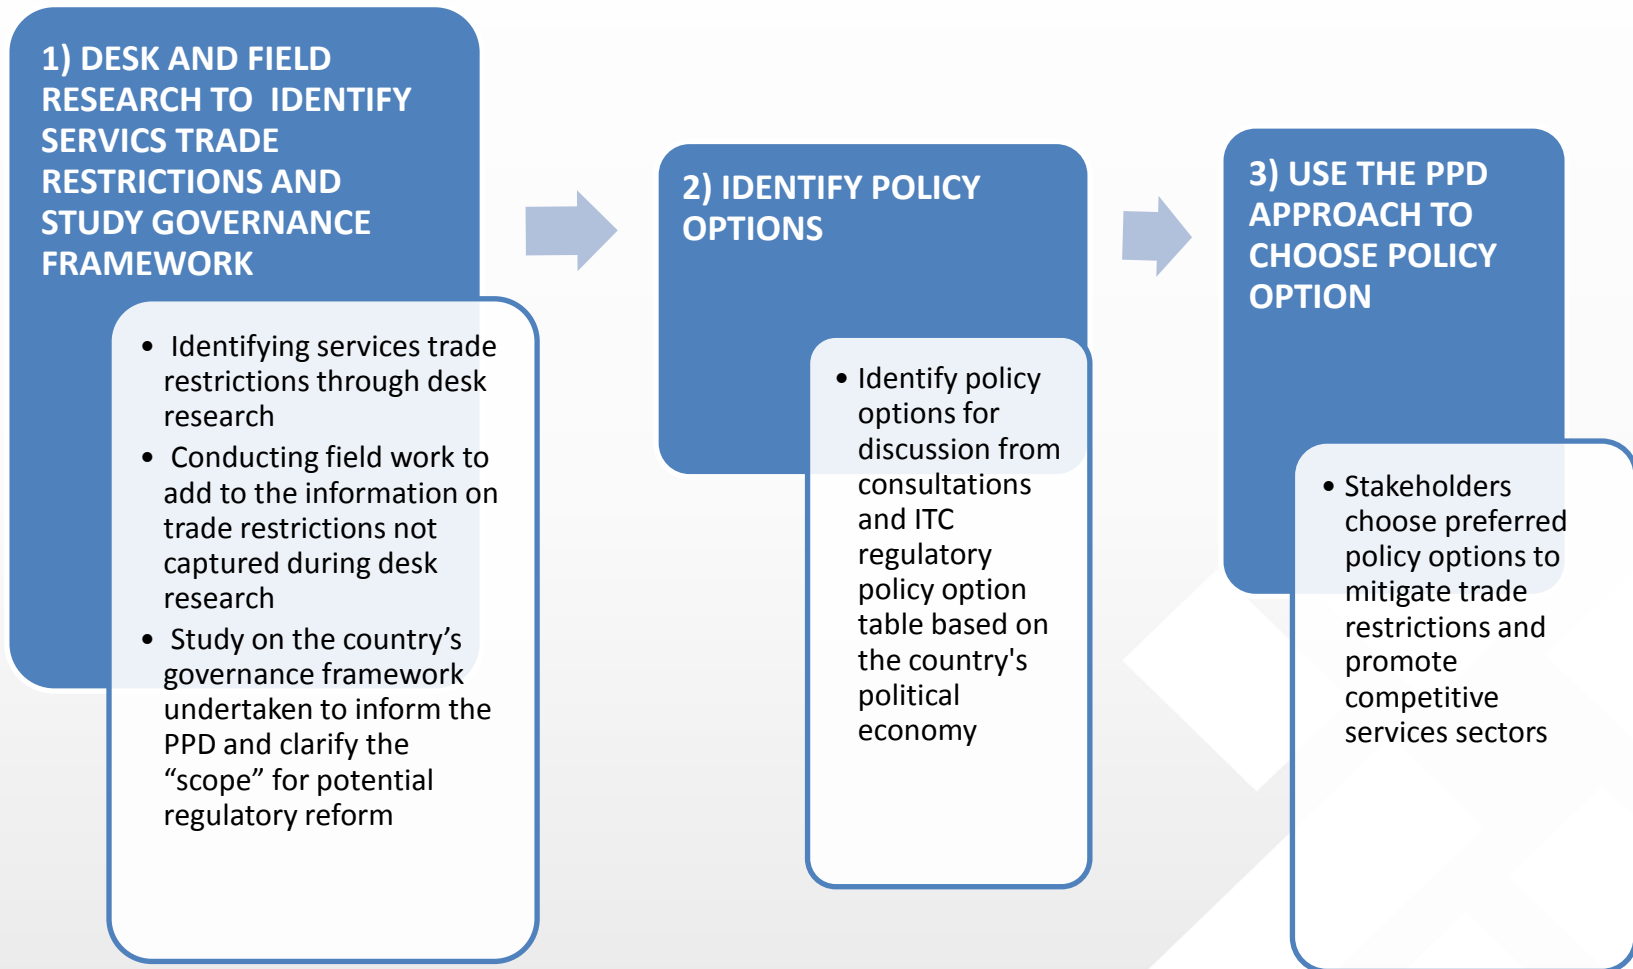 1) DESK AND FIELD
RESEARCH TO  IDENTIFY
SERVICS TRADE
RESTRICTIONS AND
STUDY GOVERNANCE
FRAMEWORK
• Identifying services trade
restrictions through desk
research
• Conducting field work to
add to the information on
trade restrictions not
captured during desk
research
• Study on the country’s
governance framework
undertaken to inform the
PPD and clarify the
“scope” for potential
regulatory reform
2) IDENTIFY POLICY
OPTIONS
• Identify policy
options for
discussion from
consultations
and ITC
regulatory
policy option
table based on
the country's
political
economy
3) USE THE PPD
APPROACH TO
CHOOSE POLICY
OPTION
• Stakeholders
choose preferred
policy options to
mitigate trade
restrictions and
promote
competitive
services sectors